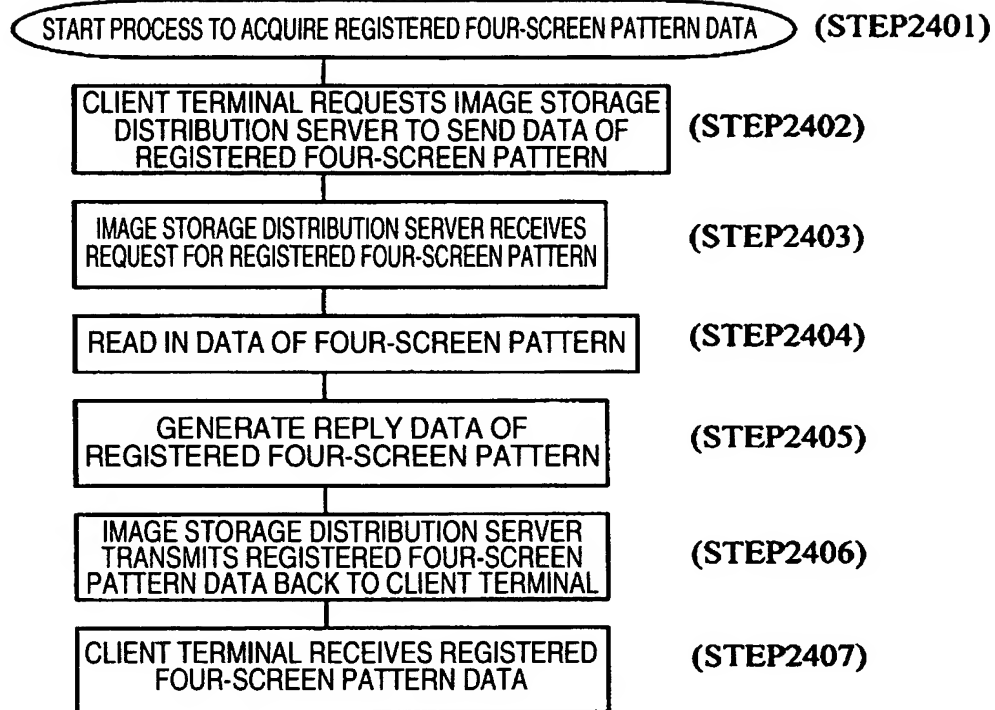 START PROCESS TO ACQUIRE REGISTERED FOUR-SCREEN PATTERN DATA (STEP2401)
CLIENT TERMINAL REQUESTS IMAGE STORAGE
DISTRIBUTION SERVER TO SEND DATA OF
REGISTERED FOUR-SCREEN PATTERN
(STEP2402)
IMAGE STORAGE DISTRIBUTION SERVER RECEIVES
REQUEST FOR REGISTERED FOUR-SCREEN PATTERN
(STEP2403)
READ IN DATA OF FOUR-SCREEN PATTERN (STEP2404)
GENERATE REPLY DATA OF
REGISTERED FOUR-SCREEN PATTERN
(STEP2405)
IMAGE STORAGE DISTRIBUTION SERVER
TRANSMITS REGISTERED FOUR-SCREEN
PATTERN DATA BACK TO CLIENT TERMINAL
(STEP2406)
CLIENT TERMINAL RECEIVES REGISTERED
FOUR-SCREEN PATTERN DATA
(STEP2407)